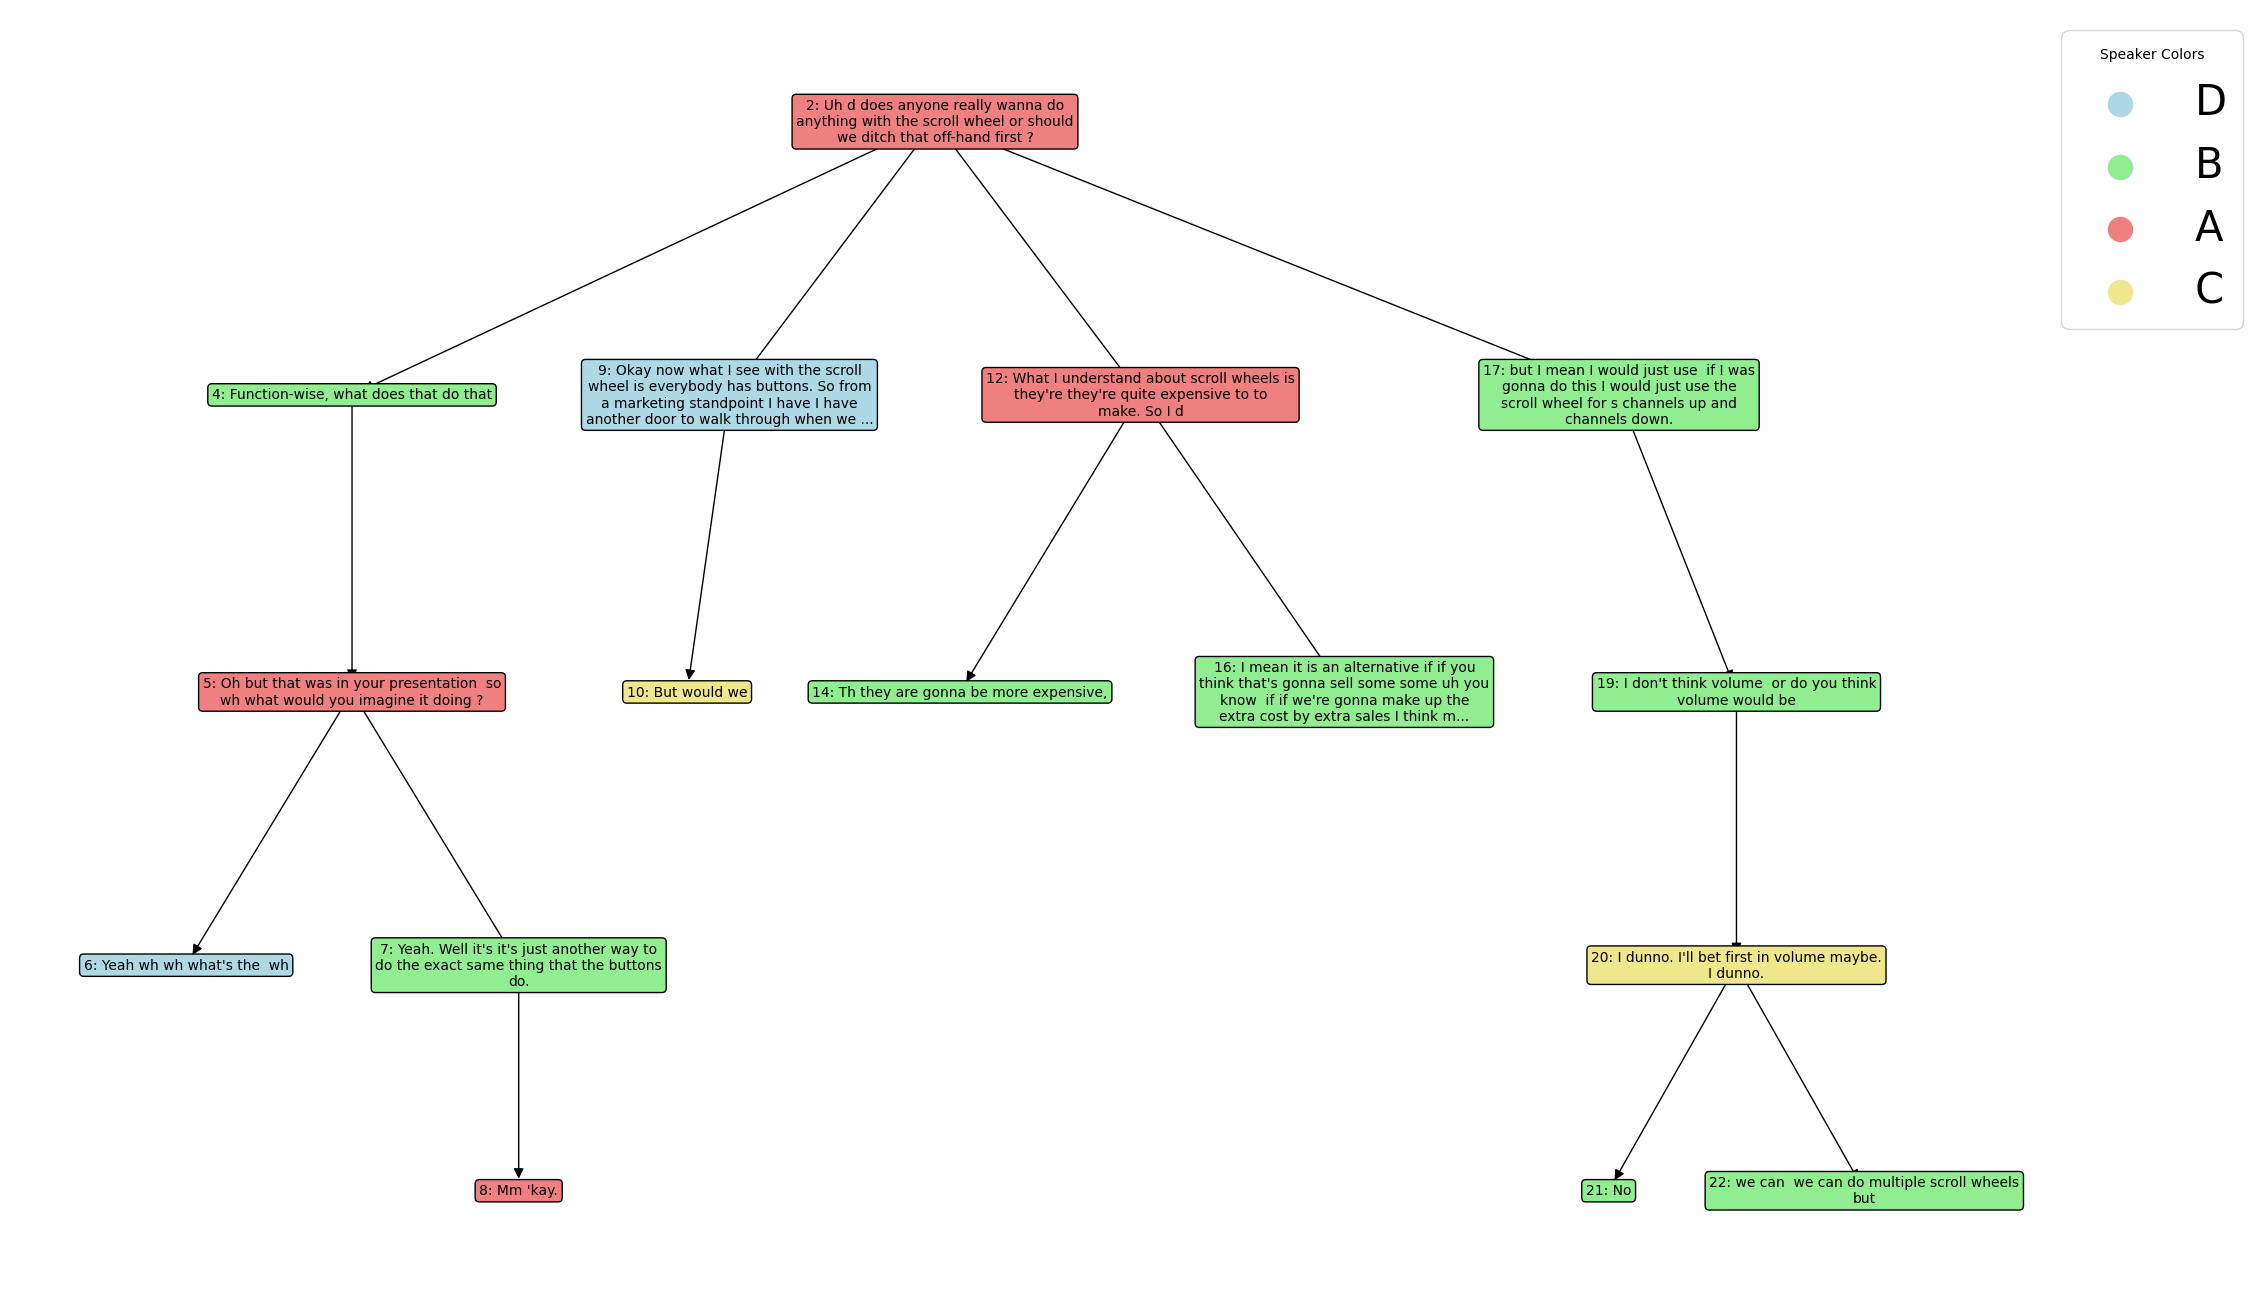 Speaker Colors
D
B
A
C
2: Uh d does anyone really wanna do
anything with the scroll wheel or should
we ditch that off-hand first ?
4: Function-wise, what does that do that
9: Okay now what I see with the scroll
wheel is everybody has buttons. So from
a marketing standpoint I have I have
another door to walk through when we ...
12: What I understand about scroll wheels is
they're they're quite expensive to to
make. So I d
17: but I mean I would just use  if I was
gonna do this I would just use the
scroll wheel for s channels up and
channels down.
5: Oh but that was in your presentation  so
wh what would you imagine it doing ?
10: But would we
14: Th they are gonna be more expensive,
16: I mean it is an alternative if if you
think that's gonna sell some some uh you
know  if if we're gonna make up the
extra cost by extra sales I think m...
19: I don't think volume  or do you think
volume would be
6: Yeah wh wh what's the  wh
7: Yeah. Well it's it's just another way to
do the exact same thing that the buttons
do.
20: I dunno. I'll bet first in volume maybe.
I dunno.
8: Mm 'kay.
21: No
22: we can  we can do multiple scroll wheels
but